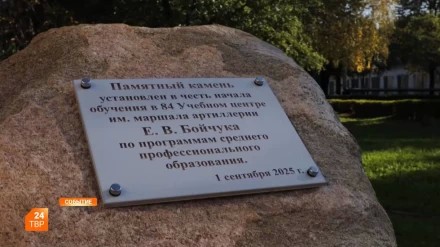 Памятный камень
установлен в честь начала
обучения в 84 Учебном центре
им. маршала артиллерии
Е. В. Бойчука
по программам среднего
профессионального
образования.
1 сентября 2025 г.
СОБЫТИЕ
24
ТВР